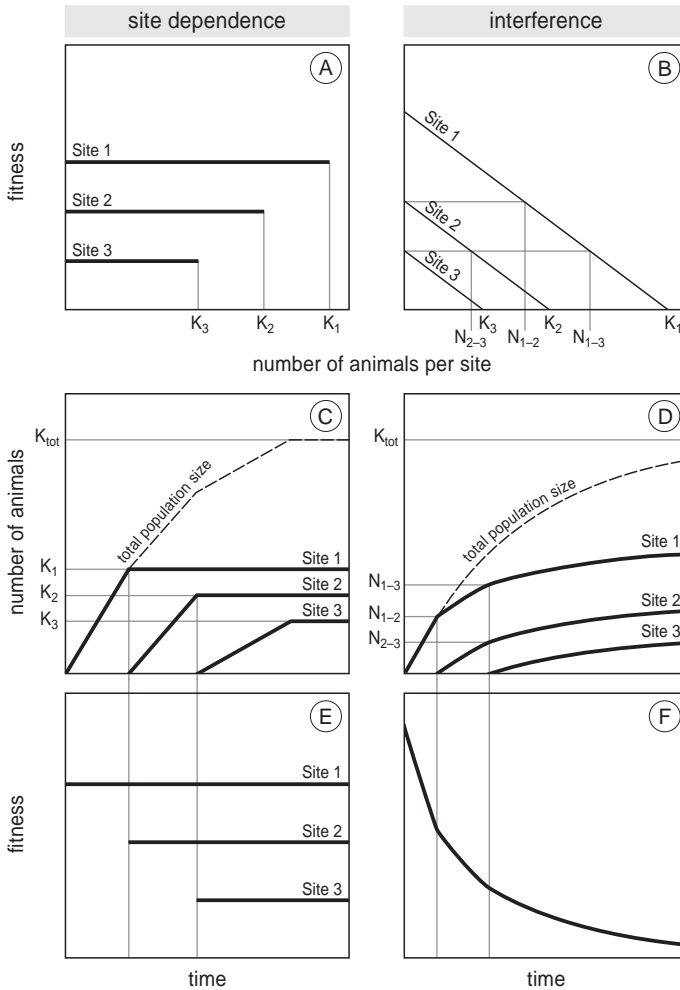 site dependence
interference
A
fitness
Site 1
Site 2
Site 3
K3
K2
K1
B
Site 1
Site 2
Site 3
K3
K2
K1
N2–3
N1–2
N1–3
number of animals per site
C
number of animals
Ktot
K1
K2
K3
total population size
Site 1
Site 2
Site 3
D
Ktot
N1–3
N1–2
N2–3
total population size
Site 1
Site 2
Site 3
E
fitness
Site 1
Site 2
Site 3
time
F
time